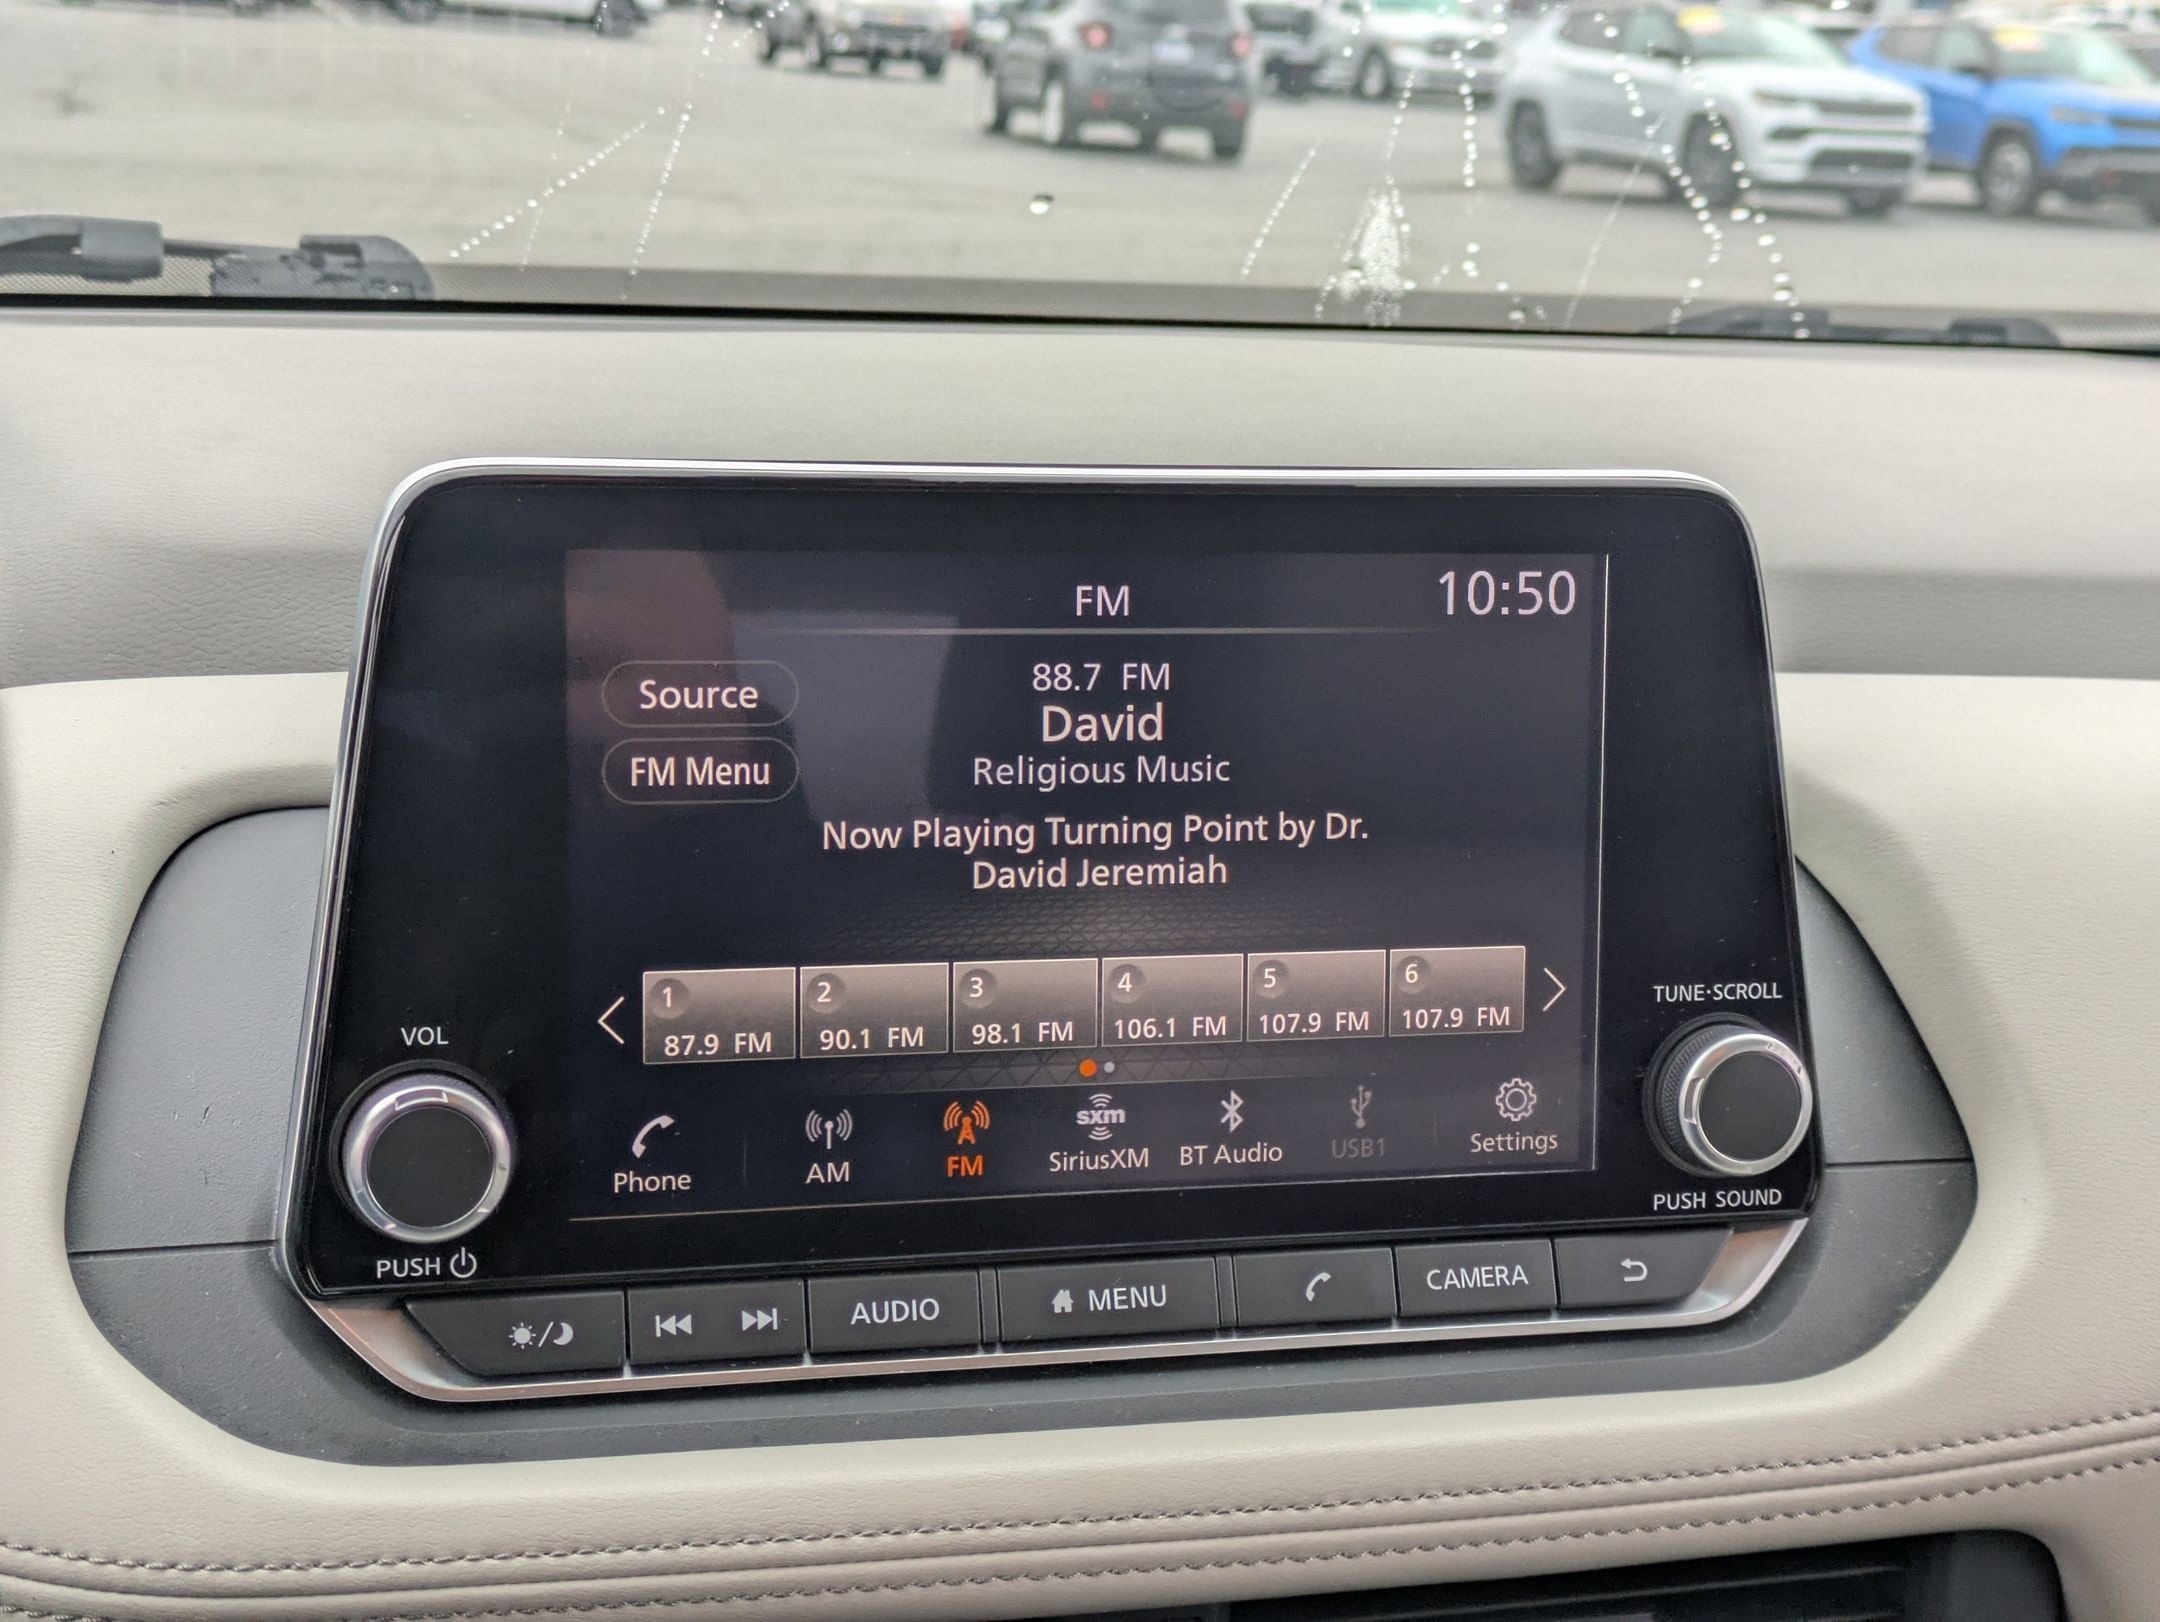 FM
10:50
Source
FM Menu
88.7 FM
David
Religious Music
Now Playing Turning Point by Dr.
David Jeremiah
1
87.9 FM
2
90.1 FM
3
98.1 FM
4
106.1 FM
5
107.9 FM
6
107.9 FM
Phone
AM
FM
sxm
SiriusXM
BT Audio
USB1
Settings
VOL
PUSH
TUNE·SCROLL
PUSH SOUND
AUDIO
MENU
CAMERA